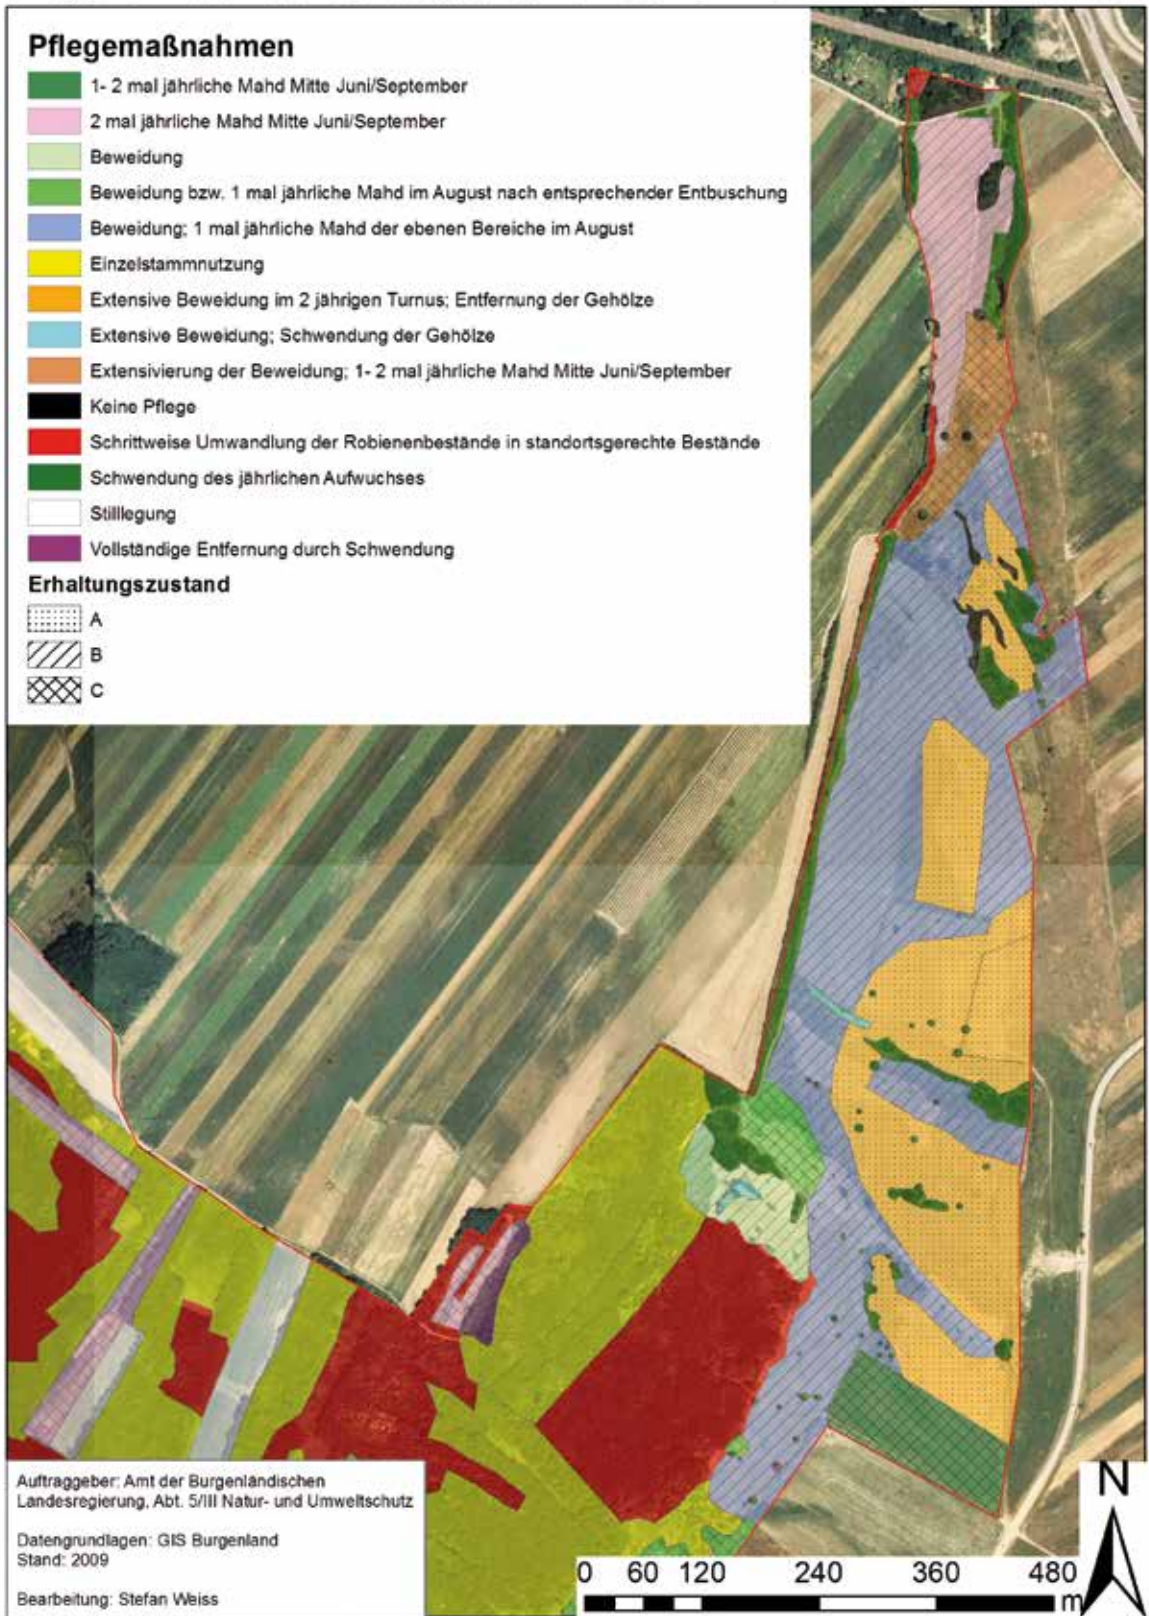 Pflegemaßnahmen
1- 2 mal jährliche Mahd Mitte Juni/September
2 mal jährliche Mahd Mitte Juni/September
Beweidung
Beweidung bzw. 1 mal jährliche Mahd im August nach entsprechender Entbuschung
Beweidung; 1 mal jährliche Mahd der ebenen Bereiche im August
Einzelstammnutzung
Extensive Beweidung im 2 jährigen Turnus; Entfernung der Gehölze
Extensive Beweidung; Schwendung der Gehölze
Extensivierung der Beweidung; 1- 2 mal jährliche Mahd Mitte Juni/September
Keine Pflege
Schrittweise Umwandlung der Robienenbestände in standortsgerechte Bestände
Schwendung des jährlichen Aufwuchses
Stilllegung
Vollständige Entfernung durch Schwendung
Erhaltungszustand
A
B
C
Auftraggeber: Amt der Burgenländischen
Landesregierung, Abt. 5/III Natur- und Umweltschutz
Datengrundlagen: GIS Burgenland
Stand: 2009
Bearbeitung: Stefan Weiss
N
0 60 120 240 360 480
m